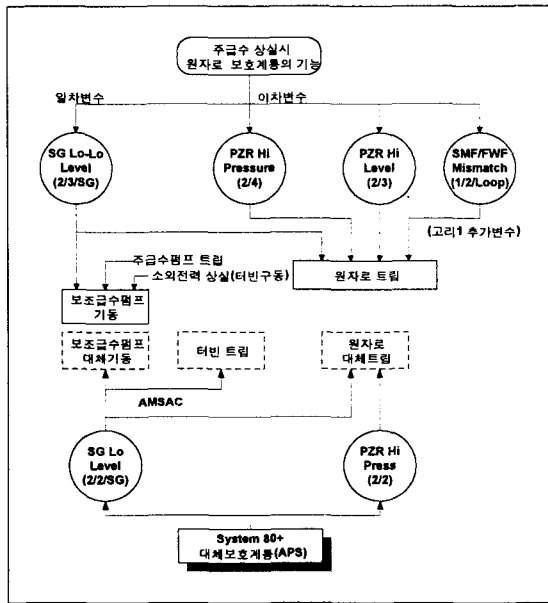 주급수 상실시
원자로 보호계통의 기능
일차변수
이차변수
SG Lo-Lo
Level
(2/3/SG)
PZR Hi
Pressure
(2/4)
PZR Hi
Level
(2/3)
SMF/FWF
Mismatch
(1/2/Loop)
(고리1 추가변수)
주급수펌프 트립
소외전력 상실(터빈구동)
보조급수펌프
기동
원자로 트립
보조급수펌프
대체기동
터빈 트립
원자로
대체트립
AMSAC
SG Lo
Level
(2/2/SG)
PZR Hi
Press
(2/2)
System 80+
대체보호계통(APS)